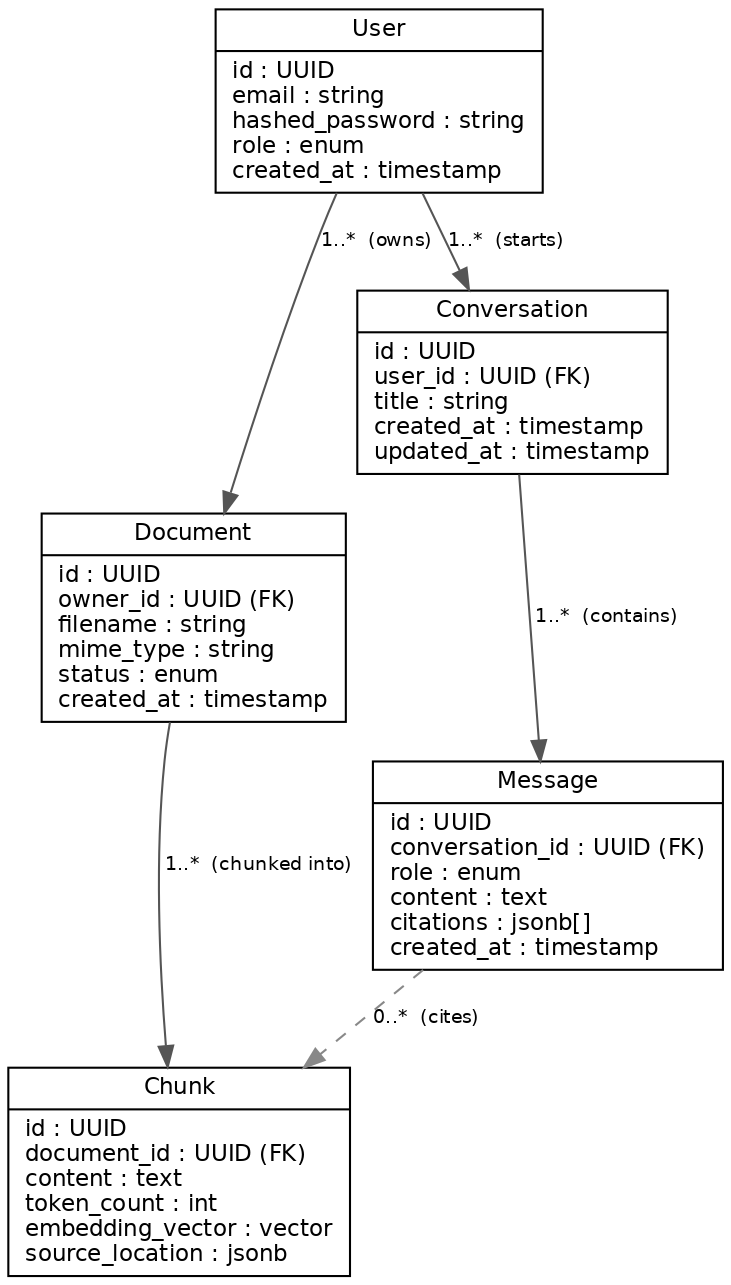 User
id : UUID
email : string
hashed_password : string
role : enum
created_at : timestamp
1..*  (owns)
1..*  (starts)
Conversation
id : UUID
user_id : UUID (FK)
title : string
created_at : timestamp
updated_at : timestamp
Document
id : UUID
owner_id : UUID (FK)
filename : string
mime_type : string
status : enum
created_at : timestamp
1..*  (contains)
Message
id : UUID
conversation_id : UUID (FK)
role : enum
content : text
citations : jsonb[]
created_at : timestamp
1..*  (chunked into)
0..*  (cites)
Chunk
id : UUID
document_id : UUID (FK)
content : text
token_count : int
embedding_vector : vector
source_location : jsonb